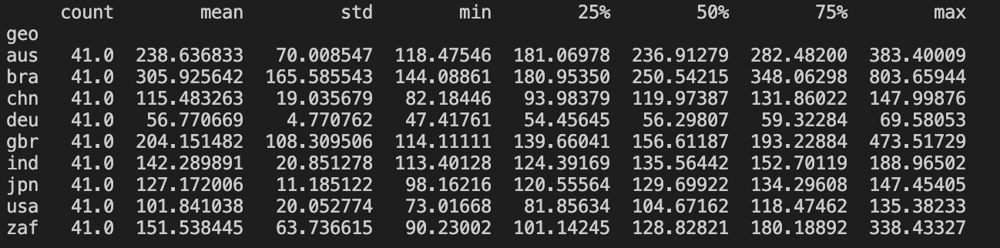 count mean std min 25% 50% 75% max
geo
aus 41.0 238.636833 70.008547 118.47546 181.06978 236.91279 282.48200 383.40009
bra 41.0 305.925642 165.585543 144.08861 180.95350 250.54215 348.06298 803.65944
chn 41.0 115.483263 19.035679 82.18446 93.98379 119.97387 131.86022 147.99876
deu 41.0 56.770669 4.770762 47.41761 54.45645 56.29807 59.32284 69.58053
gbr 41.0 204.151482 108.309506 114.11111 139.66041 156.61187 193.22884 473.51729
ind 41.0 142.289891 20.851278 113.40128 124.39169 135.56442 152.70119 188.96502
jpn 41.0 127.172006 11.185122 98.16216 120.55564 129.69922 134.29608 147.45405
usa 41.0 101.841038 20.052774 73.01668 81.85634 104.67162 118.47462 135.38233
zaf 41.0 151.538445 63.736615 90.23002 101.14245 128.82821 180.18892 338.43327